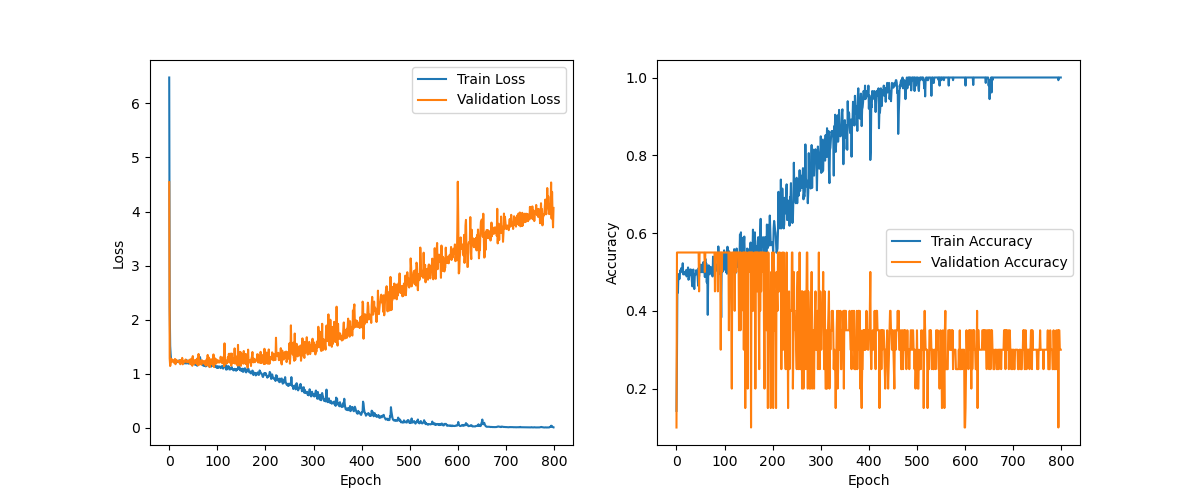 Train Loss
Validation Loss
6
5
4
3
2
1
0
Loss
0 100 200 300 400 500 600 700 800
Epoch
1.0
0.8
0.6
0.4
0.2
Accuracy
Train Accuracy
Validation Accuracy
0 100 200 300 400 500 600 700 800
Epoch